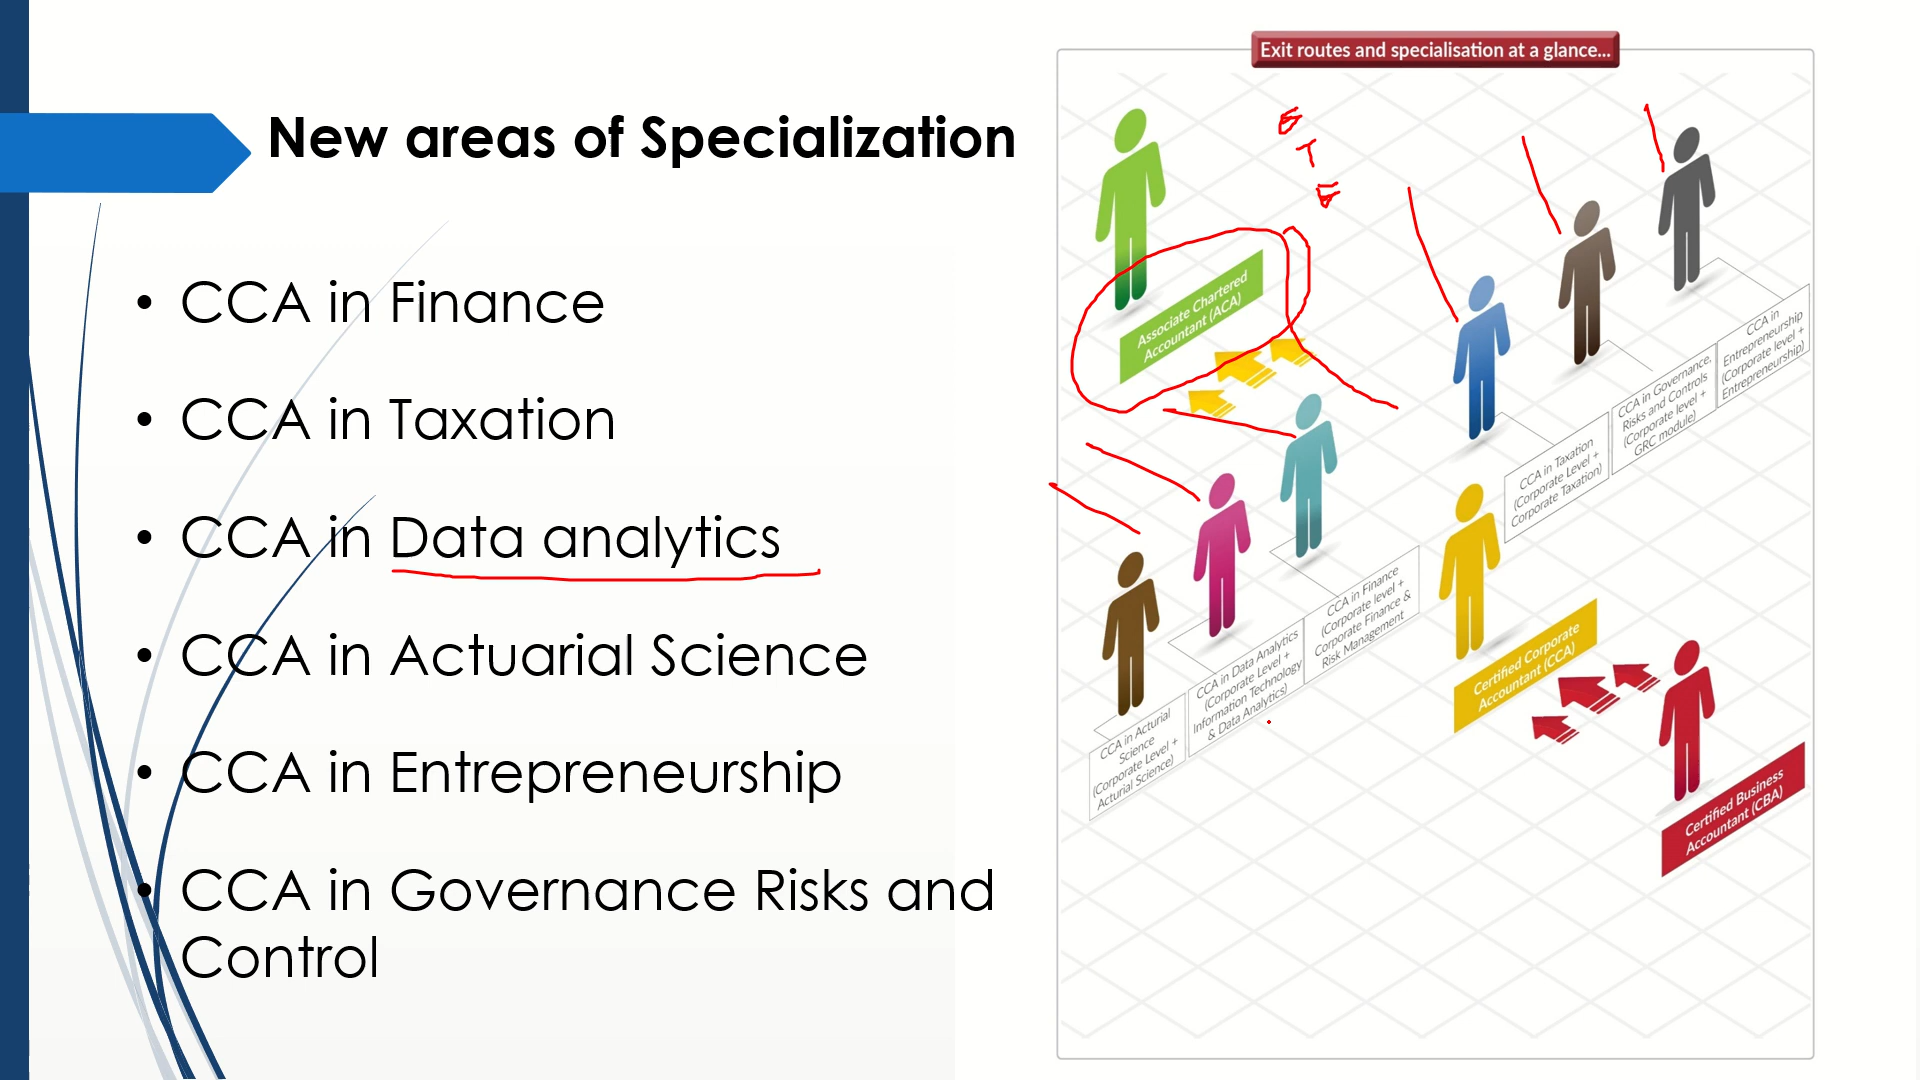 New areas of Specialization
• CCA in Finance
• CCA in Taxation
• CCA in Data analytics
• CCA in Actuarial Science
• CCA in Entrepreneurship
• CCA in Governance Risks and
Control
Exit routes and specialisation at a glance...
Associate Chartered
Accountant (ACA)
CCA in
Entrepreneurship
(Corporate level +
Entrepreneurship)
CCA in Governance,
Risks and Controls
(Corporate level +
GRC module)
CCA in Taxation
(Corporate Level +
Corporate Taxation)
CCA in Finance
(Corporate level +
Corporate Finance &
Risk Management
CCA in Data Analytics
(Corporate Level +
Information Technology
& Data Analytics)
CCA in Acturial
Science
(Corporate Level +
Acturial Science)
Certified Corporate
Accountant (CCA)
Certified Business
Accountant (CBA)